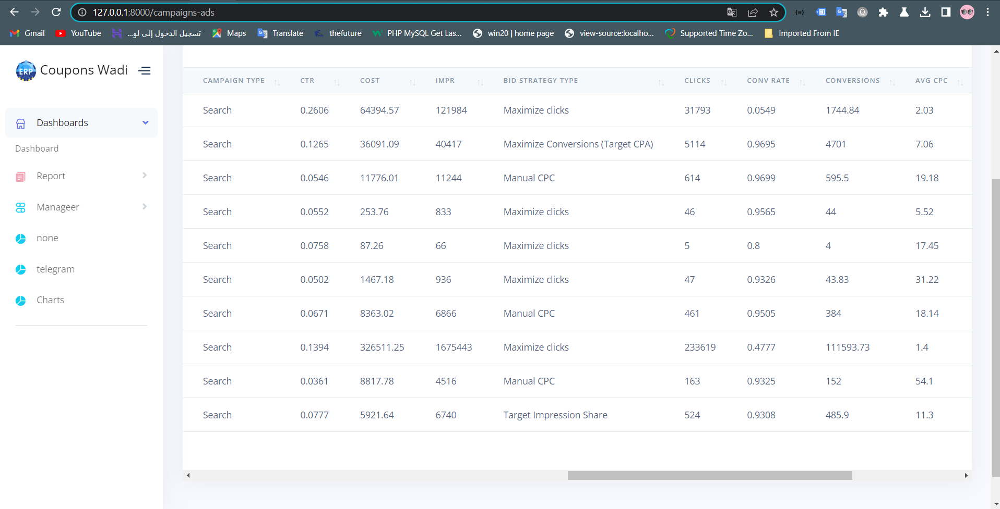 127.0.0.1:8000/campaigns-ads
Gmail YouTube تسجيل الدخول إلى لو... Maps Translate thefuture PHP MySQL Get Las... win20 | home page view-source:localho... Supported Time Zo... Imported From IE
ERP Coupons Wadi
Dashboards
Dashboard
Report
Manageer
none
telegram
Charts
CAMPAIGN TYPE CTR COST IMPR BID STRATEGY TYPE CLICKS CONV RATE CONVERSIONS AVG CPC
Search 0.2606 64394.57 121984 Maximize clicks 31793 0.0549 1744.84 2.03
Search 0.1265 36091.09 40417 Maximize Conversions (Target CPA) 5114 0.9695 4701 7.06
Search 0.0546 11776.01 11244 Manual CPC 614 0.9699 595.5 19.18
Search 0.0552 253.76 833 Maximize clicks 46 0.9565 44 5.52
Search 0.0758 87.26 66 Maximize clicks 5 0.8 4 17.45
Search 0.0502 1467.18 936 Maximize clicks 47 0.9326 43.83 31.22
Search 0.0671 8363.02 6866 Manual CPC 461 0.9505 384 18.14
Search 0.1394 326511.25 1675443 Maximize clicks 233619 0.4777 111593.73 1.4
Search 0.0361 8817.78 4516 Manual CPC 163 0.9325 152 54.1
Search 0.0777 5921.64 6740 Target Impression Share 524 0.9308 485.9 11.3